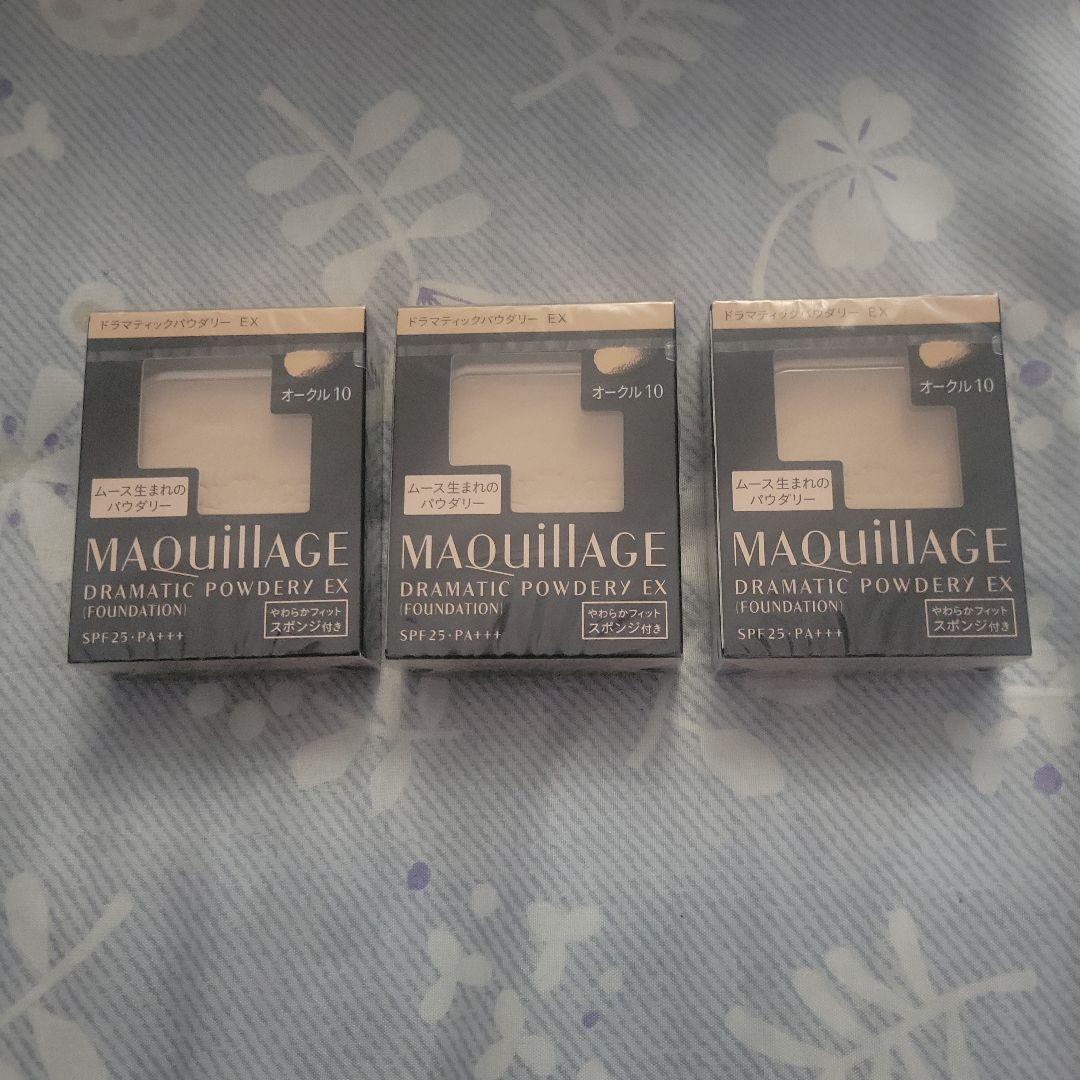 ドラマティックパウダリー EX
オークル10
ムース生まれの
パウダリー
MAQuillAGE
DRAMATIC POWDERY EX
(FOUNDATION)
やわらかフィット
スポンジ付き
SPF25・PA+++
ドラマティックパウダリー EX
オークル10
ムース生まれの
パウダリー
MAQuillAGE
DRAMATIC POWDERY EX
(FOUNDATION)
やわらかフィット
スポンジ付き
SPF25・PA+++
ドラマティックパウダリー EX
オークル10
ムース生まれの
パウダリー
MAQuillAGE
DRAMATIC POWDERY EX
(FOUNDATION)
やわらかフィット
スポンジ付き
SPF25・PA+++